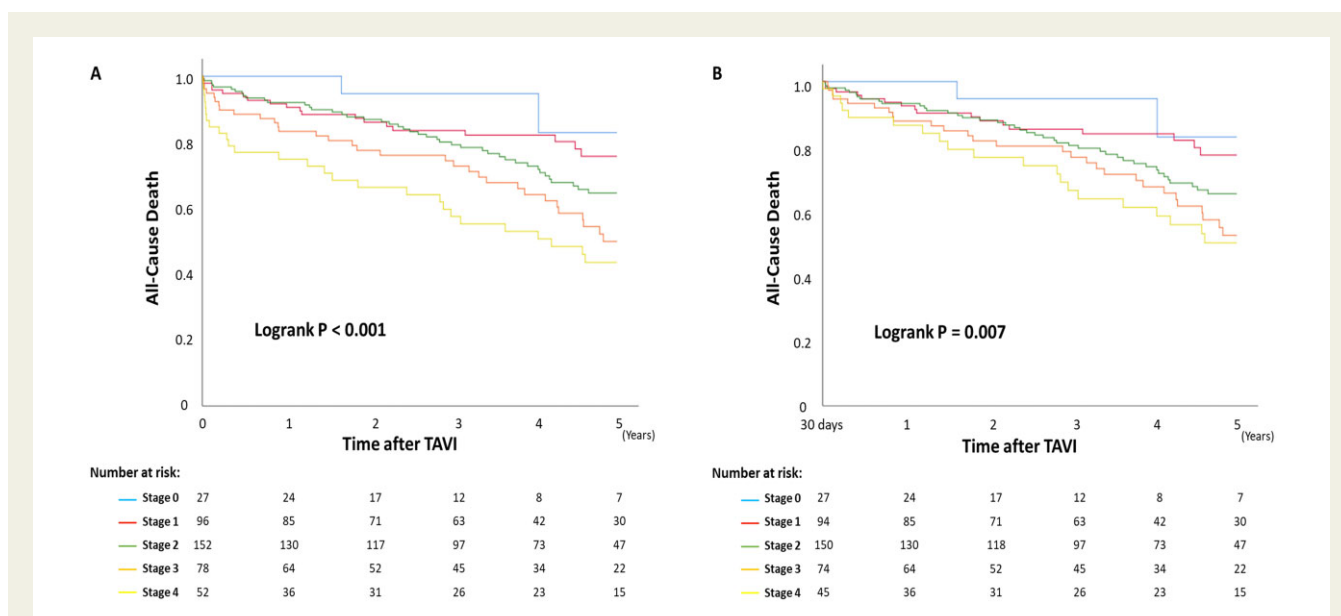 A
1.0
0.8
0.6
0.4
0.2
0
All-Cause Death
Logrank P < 0.001
0 1 2 3 4 5
(Years)
Time after TAVI
Number at risk:
Stage 0 27 24 17 12 8 7
Stage 1 96 85 71 63 42 30
Stage 2 152 130 117 97 73 47
Stage 3 78 64 52 45 34 22
Stage 4 52 36 31 26 23 15
B
1.0
0.8
0.6
0.4
0.2
0
All-Cause Death
Logrank P = 0.007
30 days 1 2 3 4 5
(Years)
Time after TAVI
Number at risk:
Stage 0 27 24 17 12 8 7
Stage 1 94 85 71 63 42 30
Stage 2 150 130 118 97 73 47
Stage 3 74 64 52 45 34 22
Stage 4 45 36 31 26 23 15